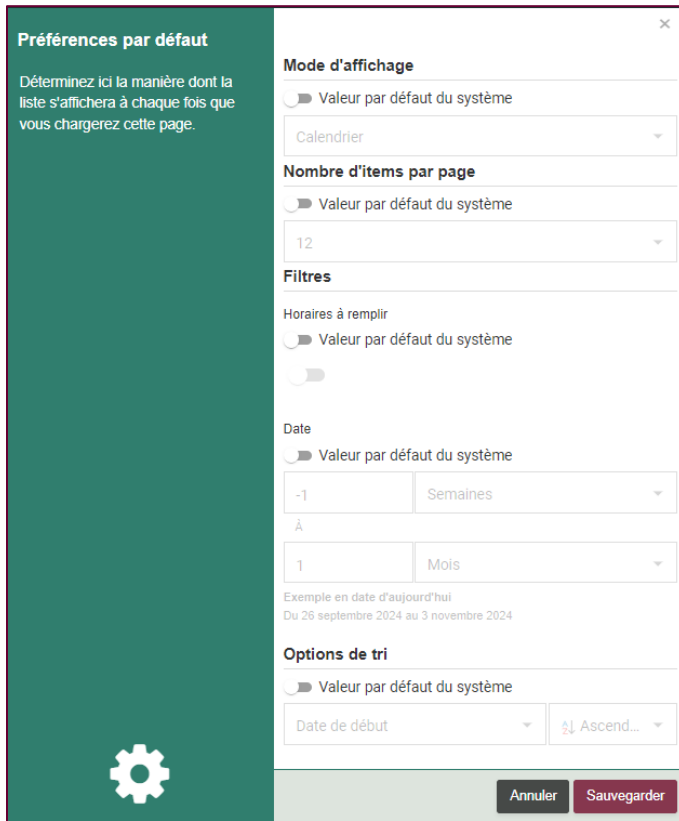 Préférences par défaut
Déterminez ici la manière dont la
liste s'affichera à chaque fois que
vous chargerez cette page.
×
Mode d'affichage
Valeur par défaut du système
Calendrier
Nombre d'items par page
Valeur par défaut du système
12
Filtres
Horaires à remplir
Valeur par défaut du système
Date
Valeur par défaut du système
-1 Semaines
À
1 Mois
Exemple en date d'aujourd'hui
Du 26 septembre 2024 au 3 novembre 2024
Options de tri
Valeur par défaut du système
Date de début Ascend...
Annuler Sauvegarder